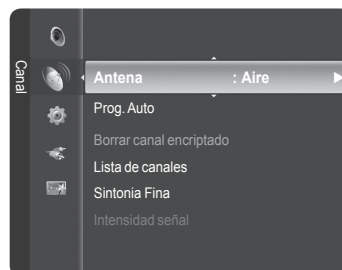 Canal
Antena : Aire
Prog. Auto
Borrar canal encriptado
Lista de canales
Sintonia Fina
Intensidad señal